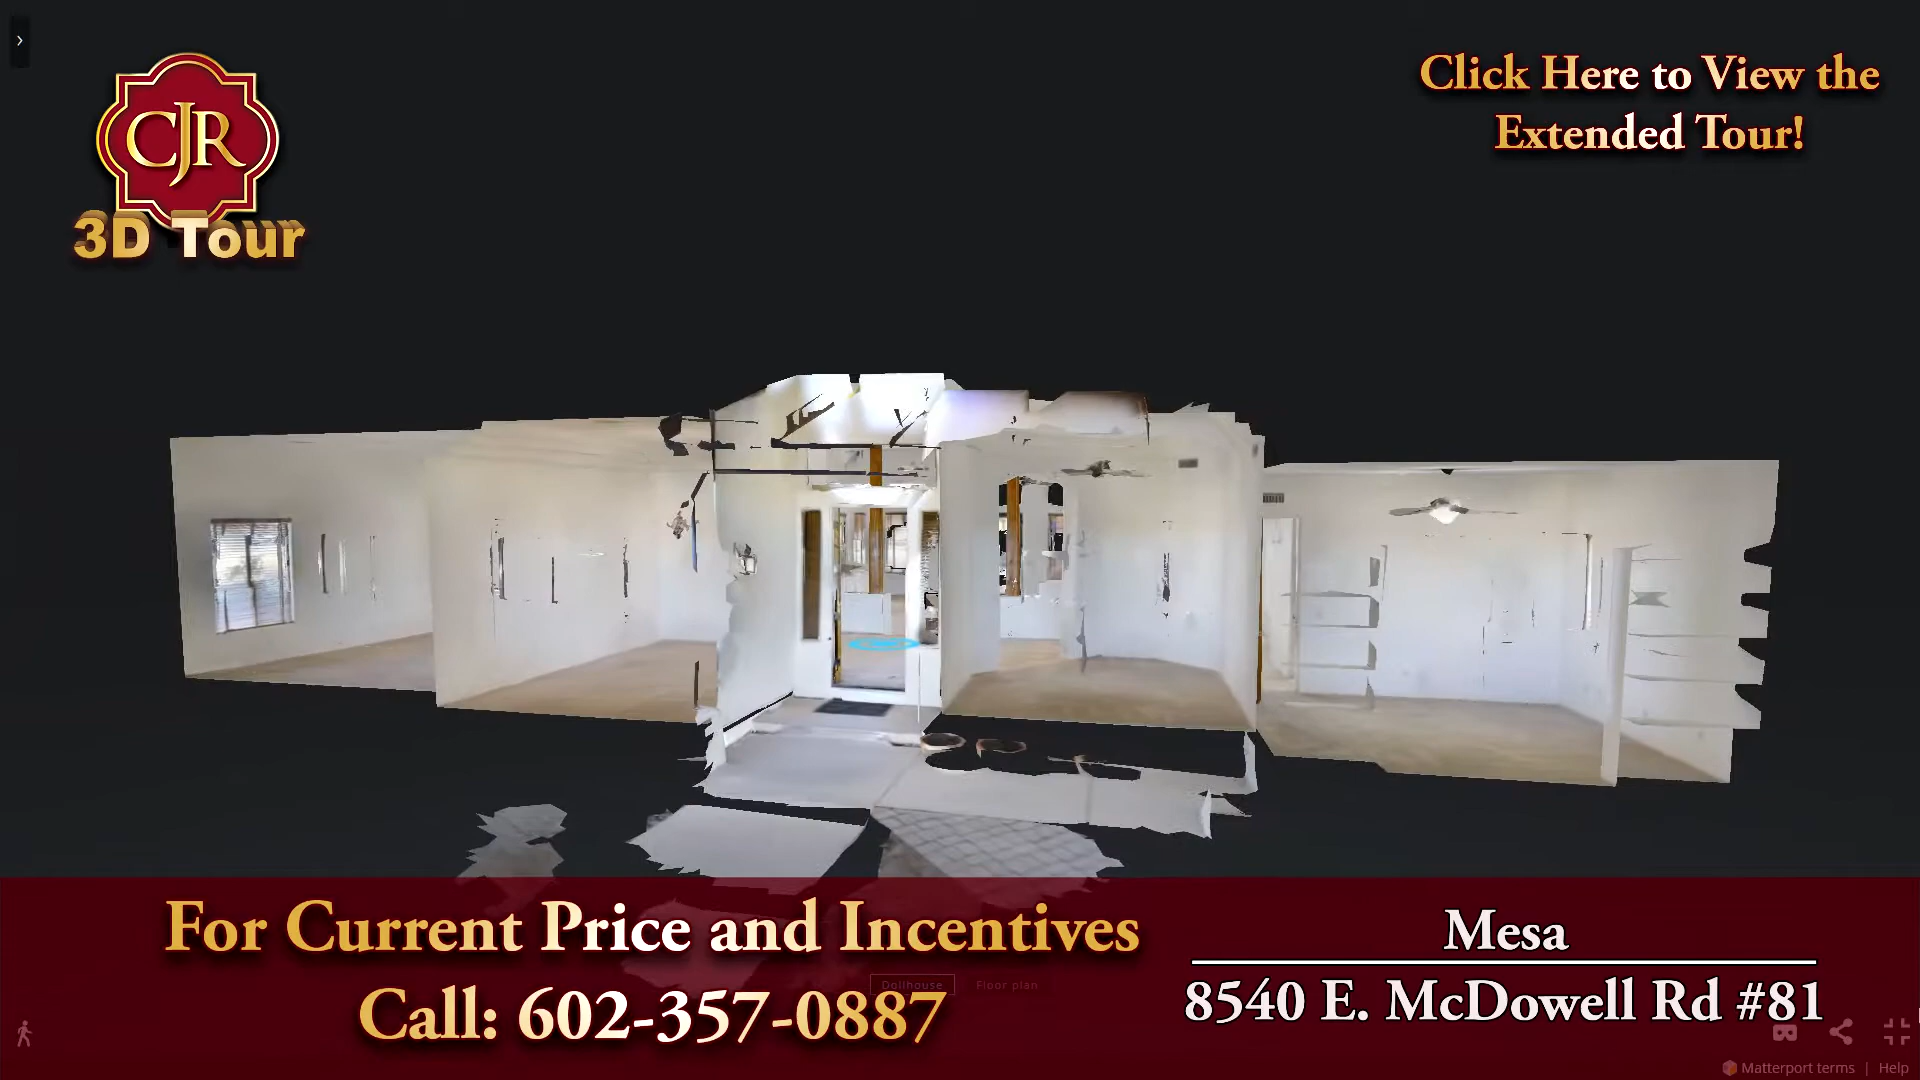 CJR
3D Tour
Click Here to View the
Extended Tour!
For Current Price and Incentives
Call: 602-357-0887
Mesa
8540 E. McDowell Rd #81
Dollhouse
Floor plan
Matterport terms | Help